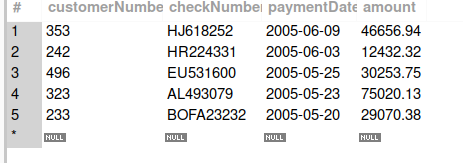 # customerNumbe checkNumber paymentDate amount
1 353 HJ618252 2005-06-09 46656.94
2 242 HR224331 2005-06-03 12432.32
3 496 EU531600 2005-05-25 30253.75
4 323 AL493079 2005-05-23 75020.13
5 233 BOFA23232 2005-05-20 29070.38
* NULL NULL NULL NULL